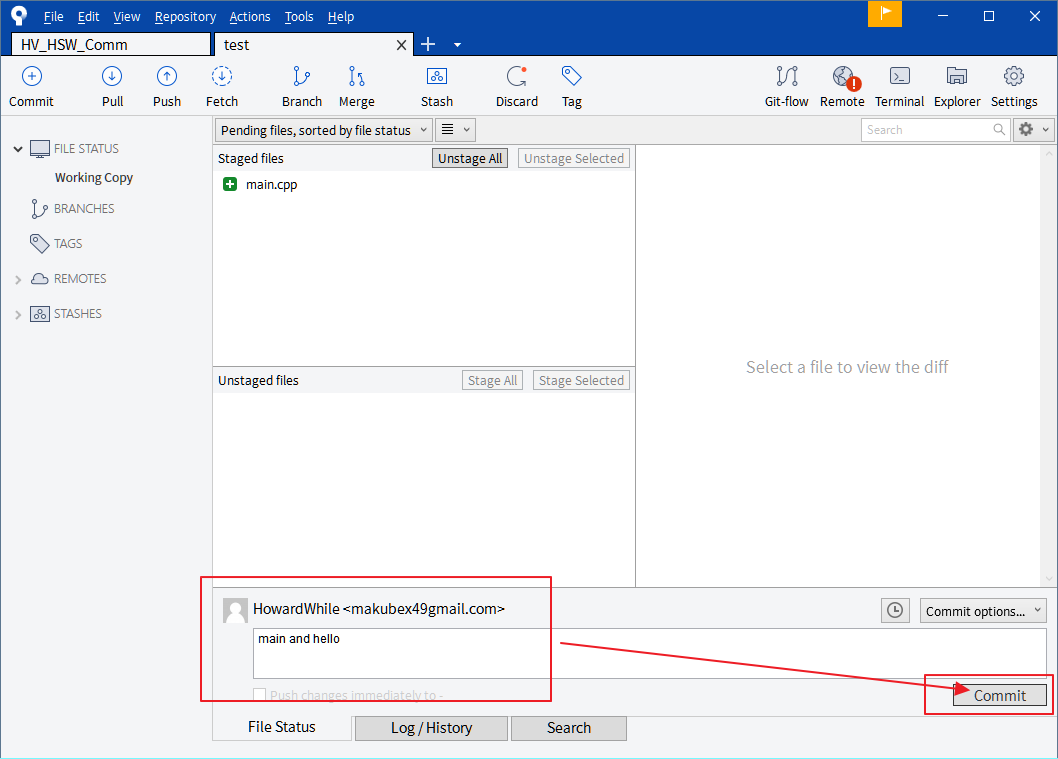 File Edit View Repository Actions Tools Help
HV_HSW_Comm test
Commit Pull Push Fetch Branch Merge Stash Discard Tag Git-flow Remote Terminal Explorer Settings
Pending files, sorted by file status Search
FILE STATUS
Working Copy
BRANCHES
TAGS
REMOTES
STASHES
Staged files Unstage All Unstage Selected
main.cpp
Unstaged files Stage All Stage Selected
Select a file to view the diff
HowardWhile <makubex49gmail.com> Commit options...
main and hello
Push changes immediately to -
Commit
File Status Log / History Search